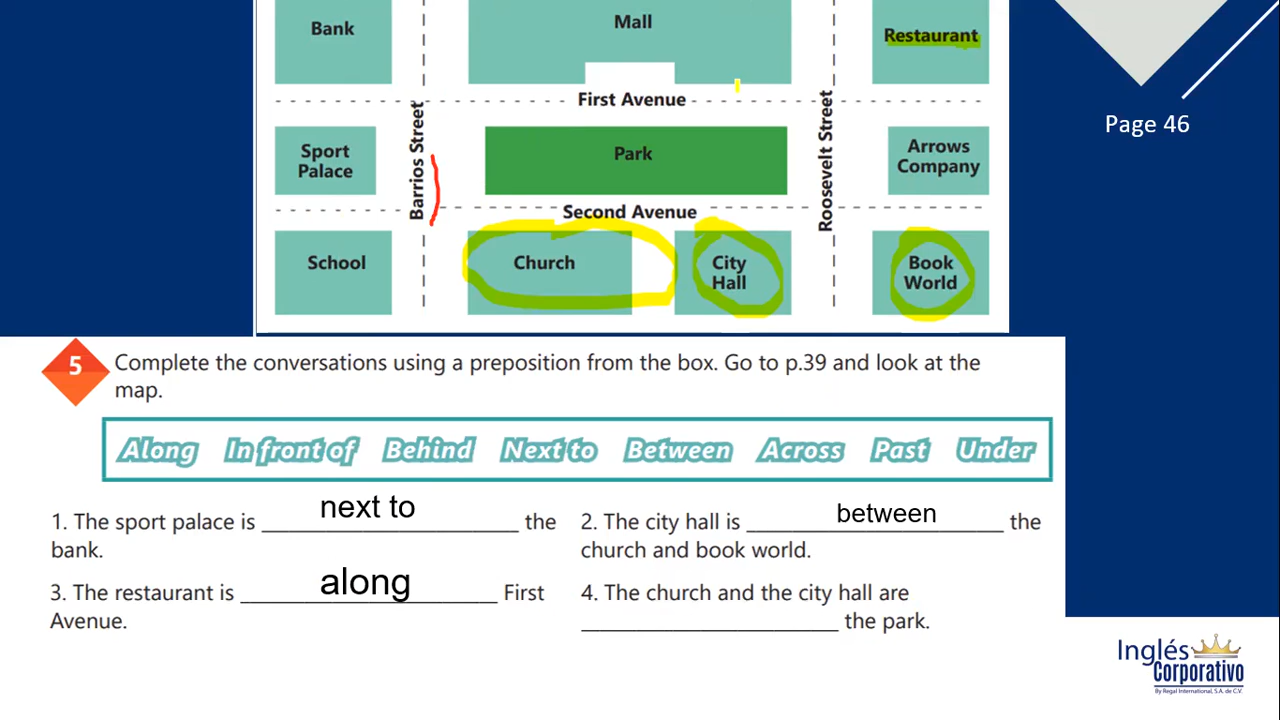 Bank
Mall
Restaurant
First Avenue
Page 46
Sport
Palace
Barrios Street
Park
Roosevelt Street
Arrows
Company
Second Avenue
School
Church
City
Hall
Book
World
5
Complete the conversations using a preposition from the box. Go to p.39 and look at the
map.
Along In front of Behind Next to Between Across Past Under
1. The sport palace is next to the
bank.
2. The city hall is between the
church and book world.
3. The restaurant is along First
Avenue.
4. The church and the city hall are
the park.
Inglés
Corporativo
By Regal International, S.A. de C.V.